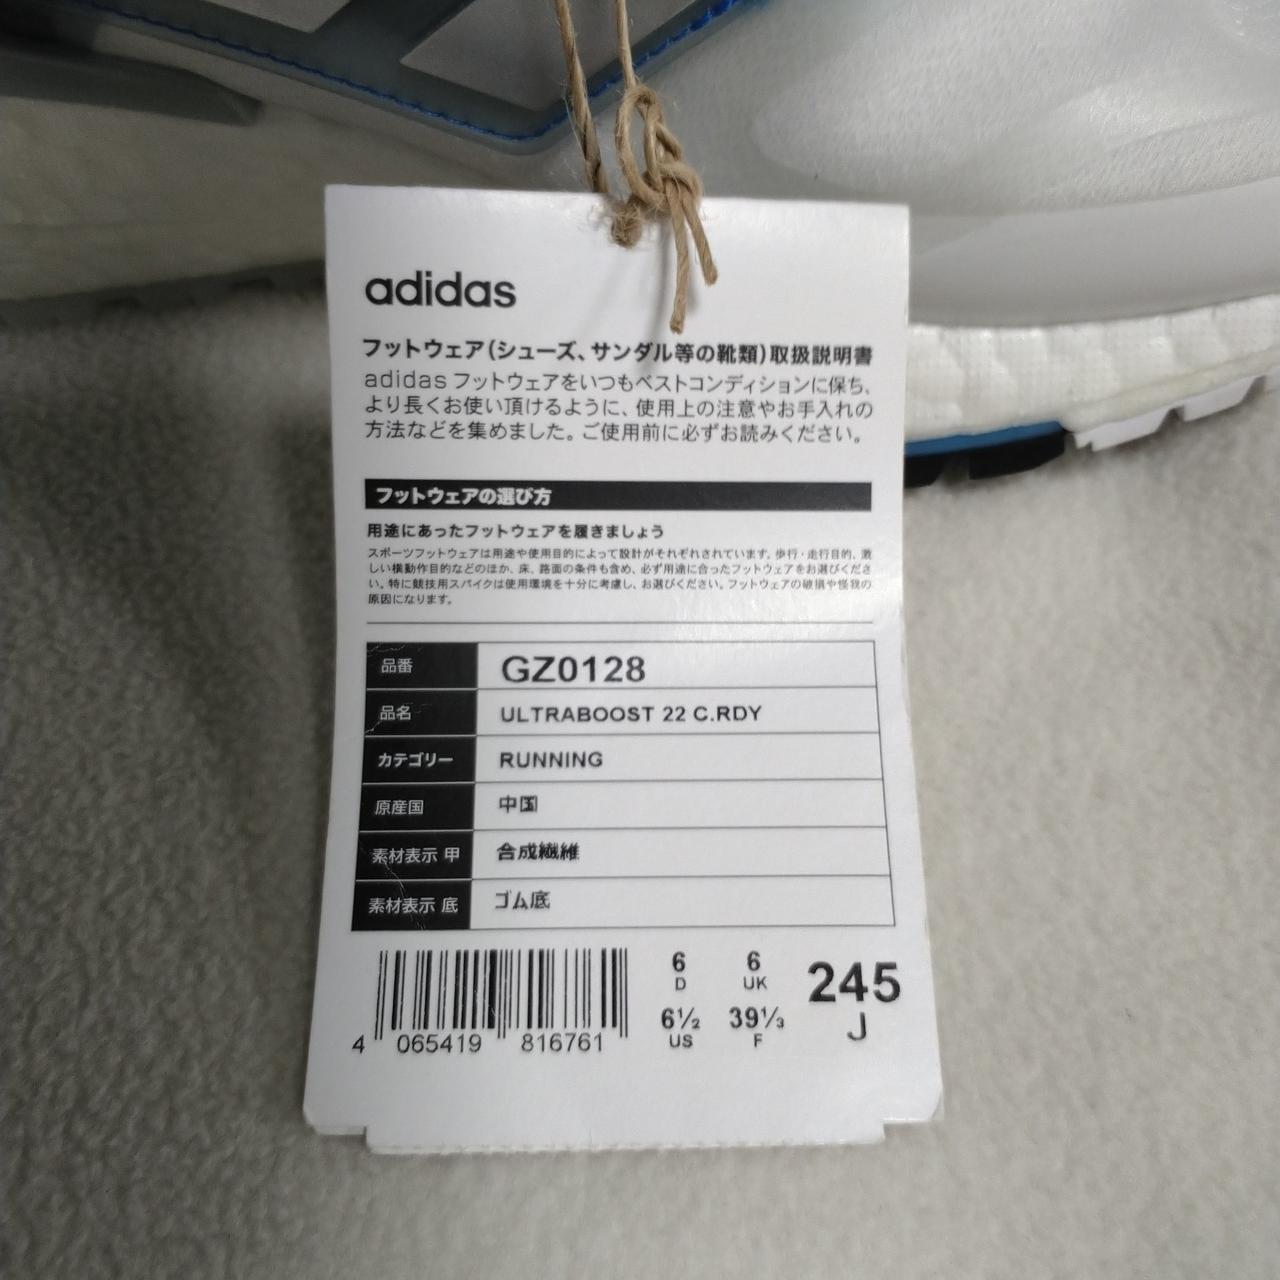 adidas
フットウェア(シューズ、サンダル等の靴類)取扱説明書
adidas フットウェアをいつもベストコンディションに保ち、
より長くお使い頂けるように、使用上の注意やお手入れの
方法などを集めました。ご使用前に必ずお読みください。
フットウェアの選び方
用途にあったフットウェアを履きましょう
スポーツフットウェアは用途や使用目的によって設計がそれぞれされています。歩行・走行目的、激
しい横動作目的などのほか、床、路面の条件も含め、必ず用途に合ったフットウェアをお選びくださ
い。特に競技用スパイクは使用環境を十分に考慮し、お選びください。フットウェアの破損や怪我の
原因になります。
品番 GZ0128
品名 ULTRABOOST 22 C.RDY
カテゴリー RUNNING
原産国 中国
素材表示 甲 合成繊維
素材表示 底 ゴム底
6 6 245
D UK J
6½ 39⅓
US F
4 065419 816761